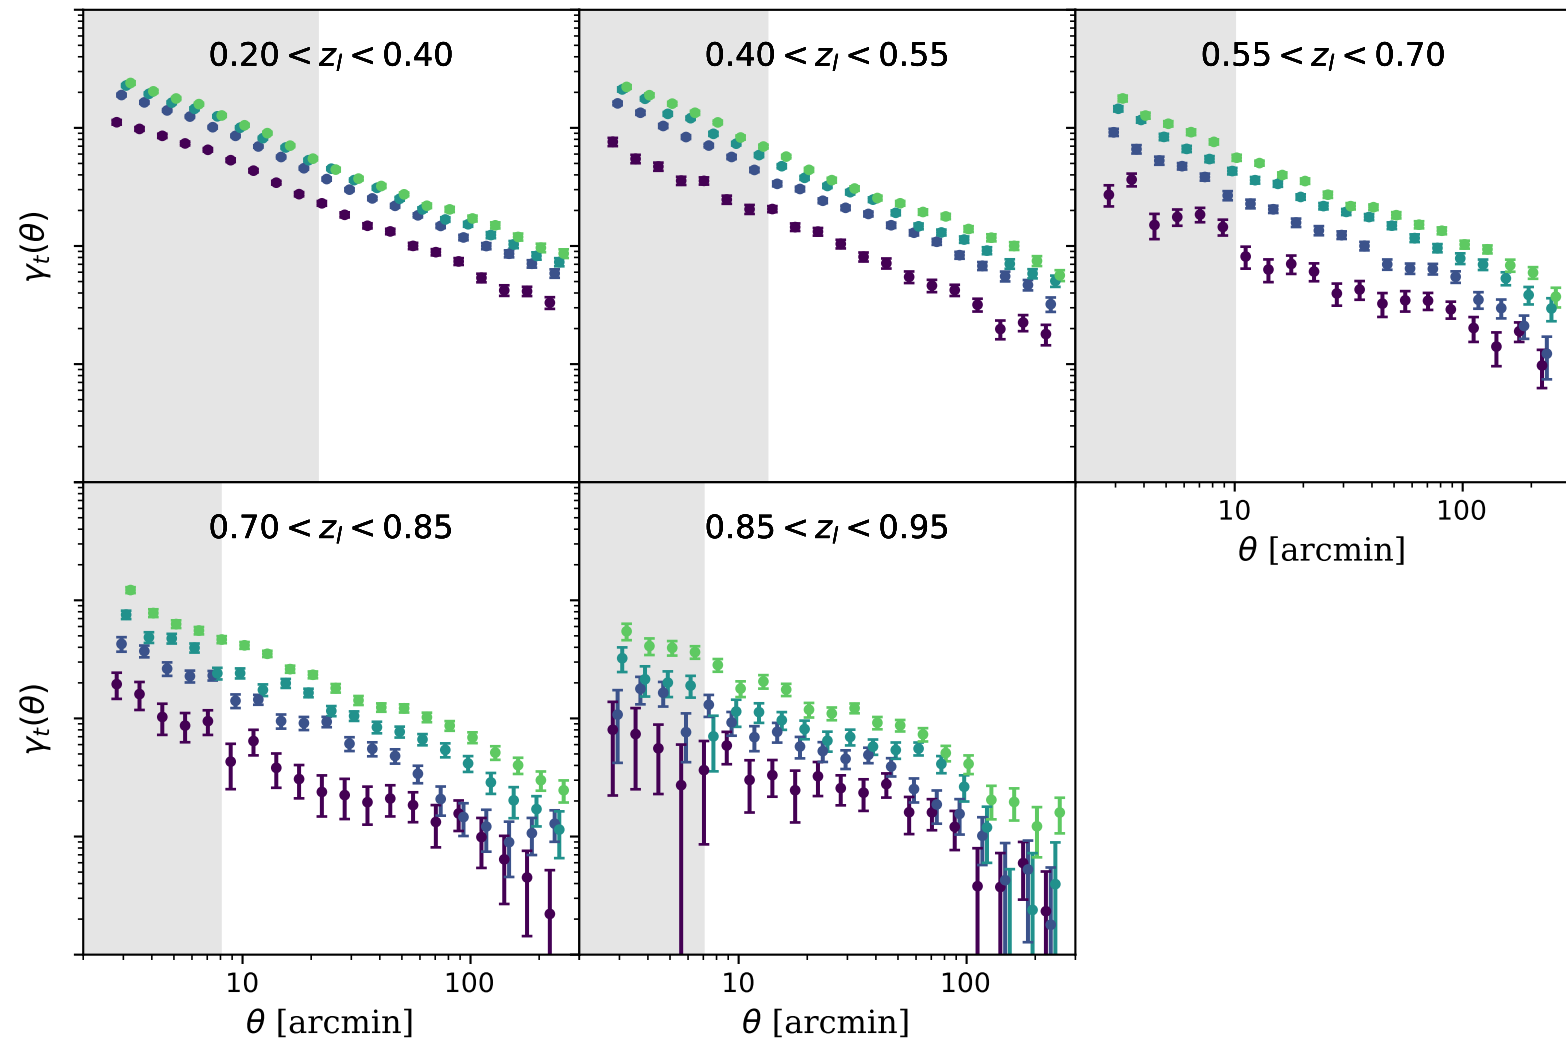 0.20 < z_l < 0.40
0.40 < z_l < 0.55
0.55 < z_l < 0.70
γ_t(θ)
10 100
θ [arcmin]
0.70 < z_l < 0.85
0.85 < z_l < 0.95
γ_t(θ)
10 100
10 100
θ [arcmin]
θ [arcmin]